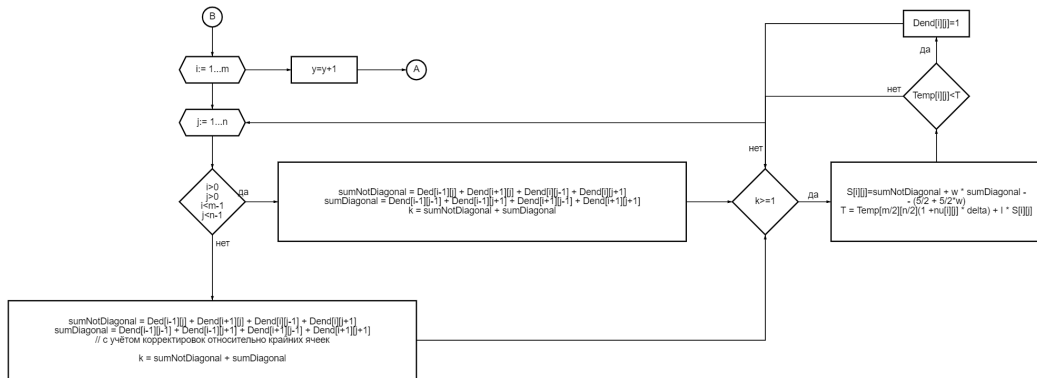 B
i:= 1...m
y=y+1
A
j:= 1...n
i>0
j>0
i<m-1
j<n-1
да
нет
sumNotDiagonal = Ded[i-1][j] + Dend[i+1][j] + Dend[i][j-1] + Dend[i][j+1]
sumDiagonal = Dend[i-1][j-1] + Dend[i-1][j+1] + Dend[i+1][j-1] + Dend[i+1][j+1]
k = sumNotDiagonal + sumDiagonal
нет
k>=1
да
Dend[i][j]=1
да
нет
Temp[i][j]<T
S[i][j]=sumNotDiagonal + w * sumDiagonal -
- (5/2 + 5/2*w)
T = Temp[m/2][n/2](1 +nu[i][j] * delta) + l * S[i][j]
sumNotDiagonal = Ded[i-1][j] + Dend[i+1][j] + Dend[i][j-1] + Dend[i][j+1]
sumDiagonal = Dend[i-1][j-1] + Dend[i-1][j+1] + Dend[i+1][j-1] + Dend[i+1][j+1]
// с учётом корректировок относительно крайних ячеек
k = sumNotDiagonal + sumDiagonal